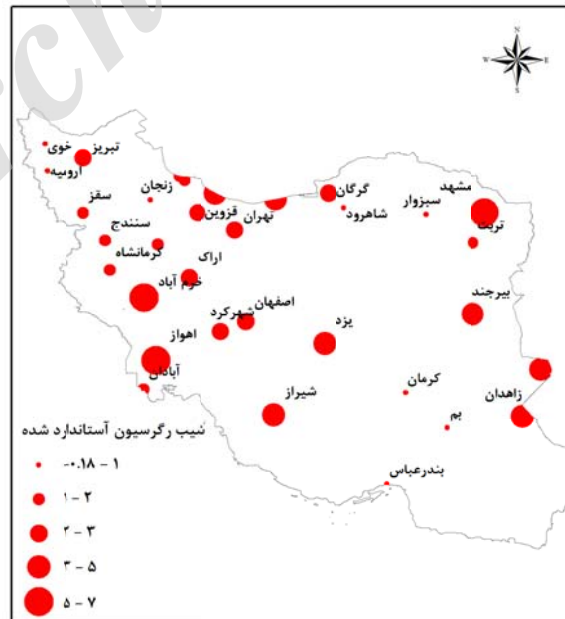 rch
N
W E
S
خوی
تبریز
ارومیه
زنجان
سقز
قزوین
تهران
گرگان
شاهرود
سبزوار
مشهد
تربت
سنندج
کرمانشاه
اراک
خرم آباد
بیرجند
شهرکرد
اصفهان
یزد
اهواز
آبادان
کرمان
زاهدان
شیراز
بم
بندرعباس
شیب رگرسیون آستاندارد شده
-۰.۱۸ - ۱
۱ - ۲
۲ - ۳
۳ - ۵
۵ - ۷